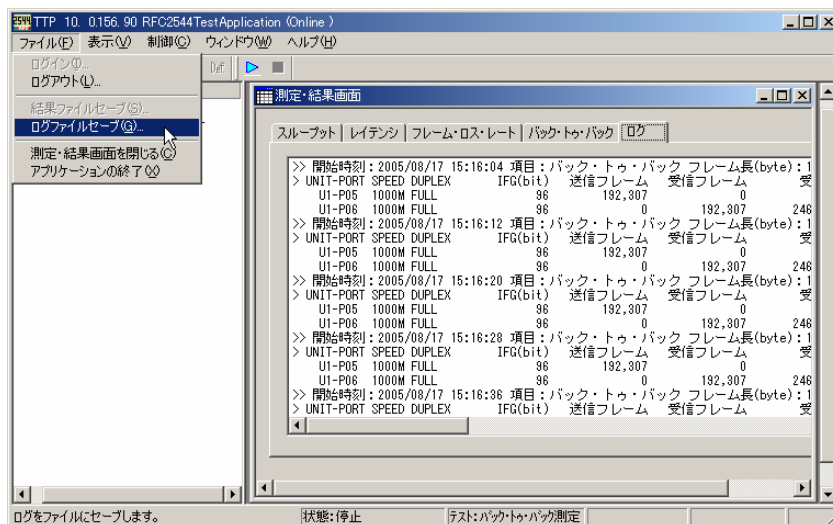 TTP 10. 0.156. 90 RFC2544TestApplication (Online )
ファイル(F) 表示(V) 制御(C) ウィンドウ(W) ヘルプ(H)
ログイン(I)...
ログアウト(L)...
結果ファイルセーブ(S)...
ログファイルセーブ(G)...
測定・結果画面を閉じる(C)
アプリケーションの終了(X)
Def.
測定・結果画面
スループット レイテンシ フレーム・ロス・レート バック・トゥ・バック ログ
>> 開始時刻：2005/08/17 15:16:04 項目：バック・トゥ・バック フレーム長(byte)：1
> UNIT-PORT SPEED DUPLEX IFG(bit) 送信フレーム 受信フレーム 受
U1-P05 1000M FULL 96 192,307 0
U1-P06 1000M FULL 96 0 192,307 246
>> 開始時刻：2005/08/17 15:16:12 項目：バック・トゥ・バック フレーム長(byte)：1
> UNIT-PORT SPEED DUPLEX IFG(bit) 送信フレーム 受信フレーム 受
U1-P05 1000M FULL 96 192,307 0
U1-P06 1000M FULL 96 0 192,307 246
>> 開始時刻：2005/08/17 15:16:20 項目：バック・トゥ・バック フレーム長(byte)：1
> UNIT-PORT SPEED DUPLEX IFG(bit) 送信フレーム 受信フレーム 受
U1-P05 1000M FULL 96 192,307 0
U1-P06 1000M FULL 96 0 192,307 246
>> 開始時刻：2005/08/17 15:16:28 項目：バック・トゥ・バック フレーム長(byte)：1
> UNIT-PORT SPEED DUPLEX IFG(bit) 送信フレーム 受信フレーム 受
U1-P05 1000M FULL 96 192,307 0
U1-P06 1000M FULL 96 0 192,307 246
>> 開始時刻：2005/08/17 15:16:36 項目：バック・トゥ・バック フレーム長(byte)：1
> UNIT-PORT SPEED DUPLEX IFG(bit) 送信フレーム 受信フレーム 受
ログをファイルにセーブします。 状態：停止 テスト：バック・トゥ・バック測定